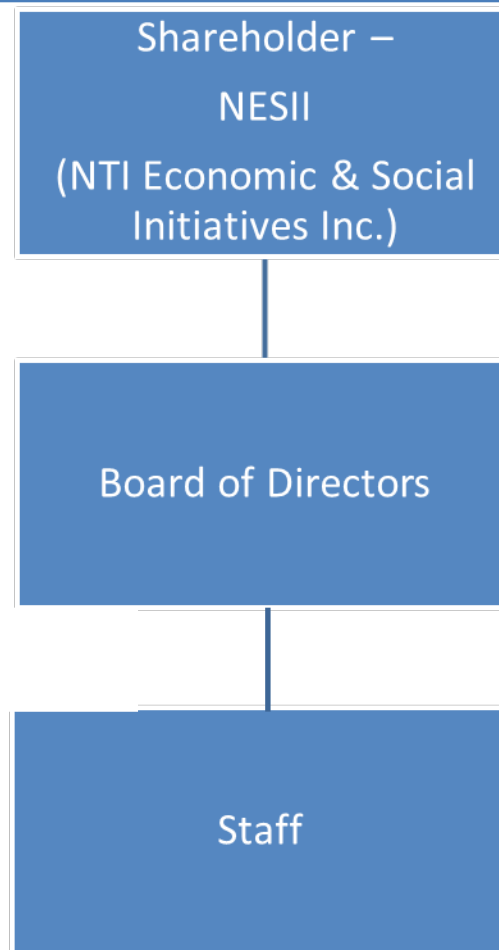 Shareholder –
NESII
(NTI Economic & Social
Initiatives Inc.)
Board of Directors
Staff